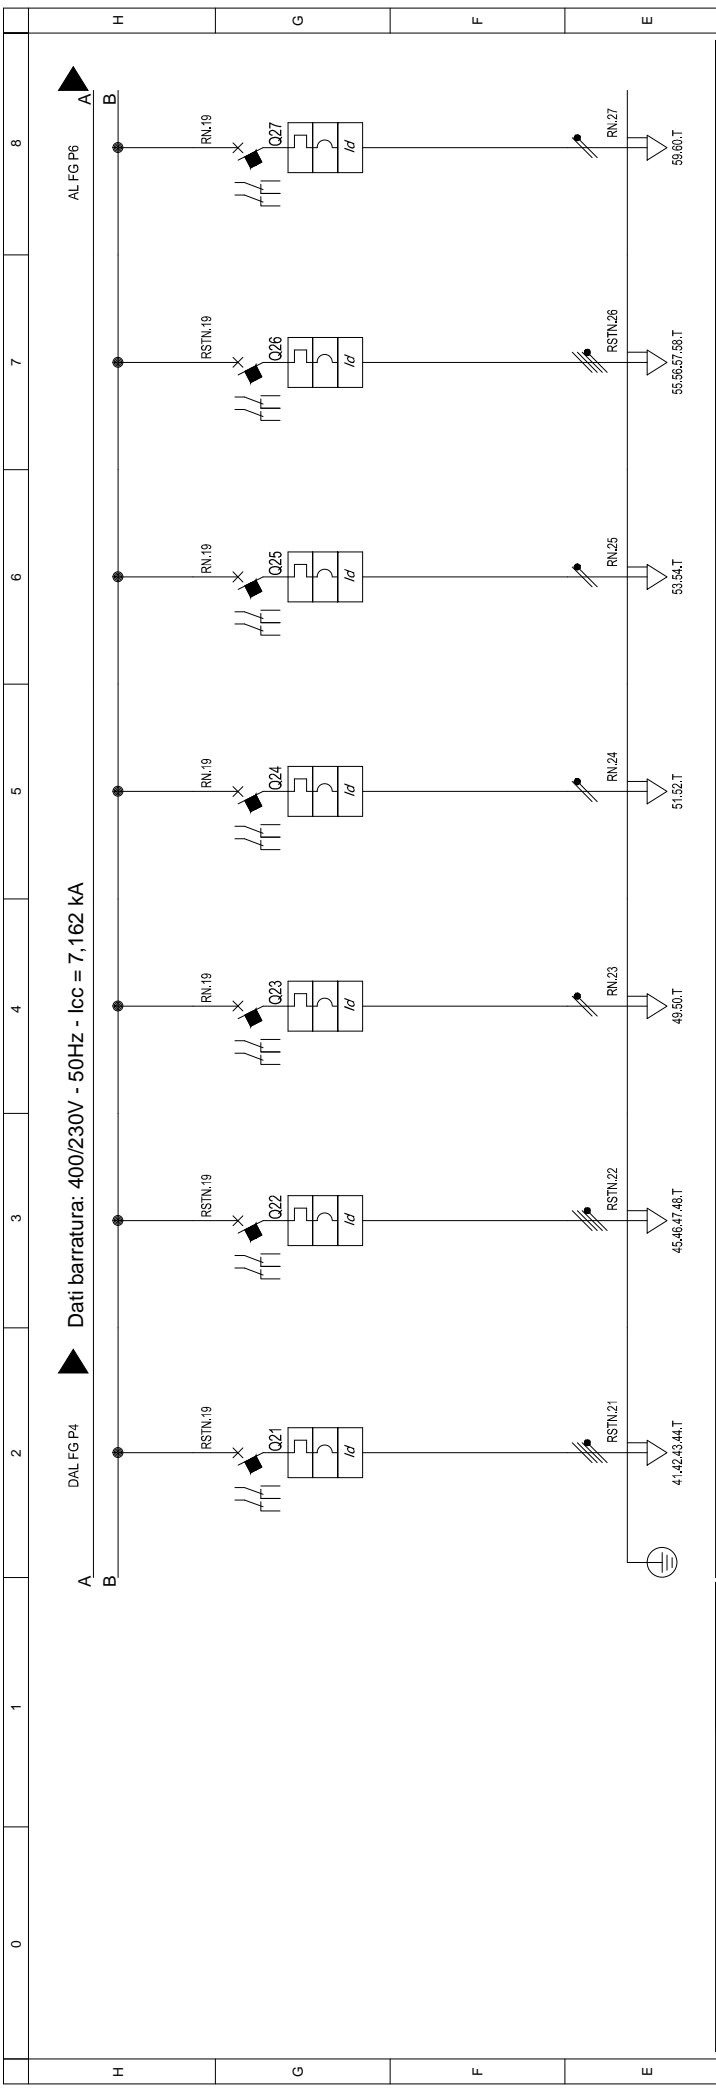 0
1
2
3
4
5
6
7
8
H
H
DAL FG P4
Dati barratura: 400/230V - 50Hz - Icc = 7,162 kA
AL FG P6
A
A
B
B
RSTN.19
RSTN.19
RN.19
RN.19
RN.19
RSTN.19
RN.19
G
G
Q21
Q22
Q23
Q24
Q25
Q26
Q27
Id
Id
Id
Id
Id
Id
Id
F
F
RSTN.21
RSTN.22
RN.23
RN.24
RN.25
RSTN.26
RN.27
E
E
41.42.43.44.T
45.46.47.48.T
49.50.T
51.52.T
53.54.T
55.56.57.58.T
59.60.T